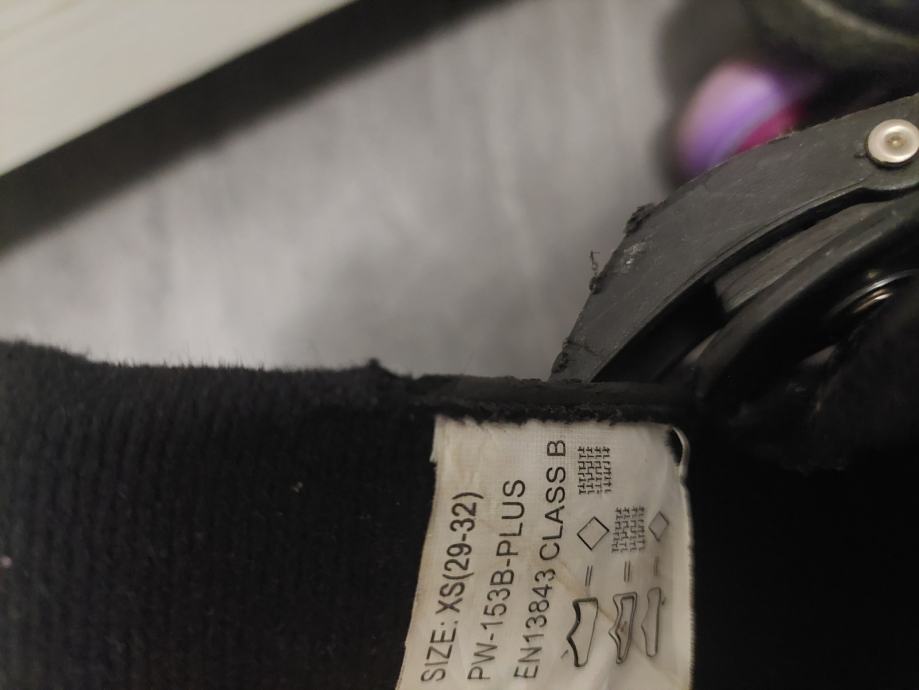 SIZE: XS(29-32)
PW-153B-PLUS
EN13843 CLASS B